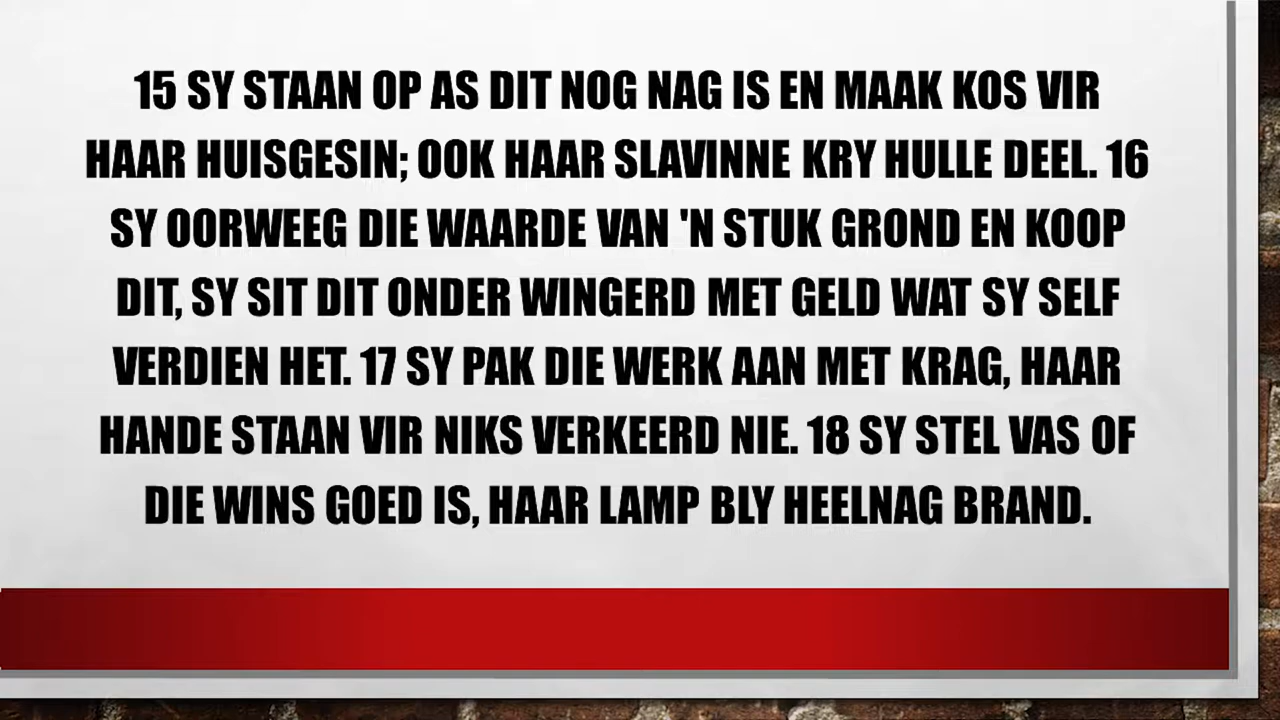 15 SY STAAN OP AS DIT NOG NAG IS EN MAAK KOS VIR
HAAR HUISGESIN; OOK HAAR SLAVINNE KRY HULLE DEEL. 16
SY OORWEEG DIE WAARDE VAN 'N STUK GROND EN KOOP
DIT, SY SIT DIT ONDER WINGERD MET GELD WAT SY SELF
VERDIEN HET. 17 SY PAK DIE WERK AAN MET KRAG, HAAR
HANDE STAAN VIR NIKS VERKEERD NIE. 18 SY STEL VAS OF
DIE WINS GOED IS, HAAR LAMP BLY HEELNAG BRAND.